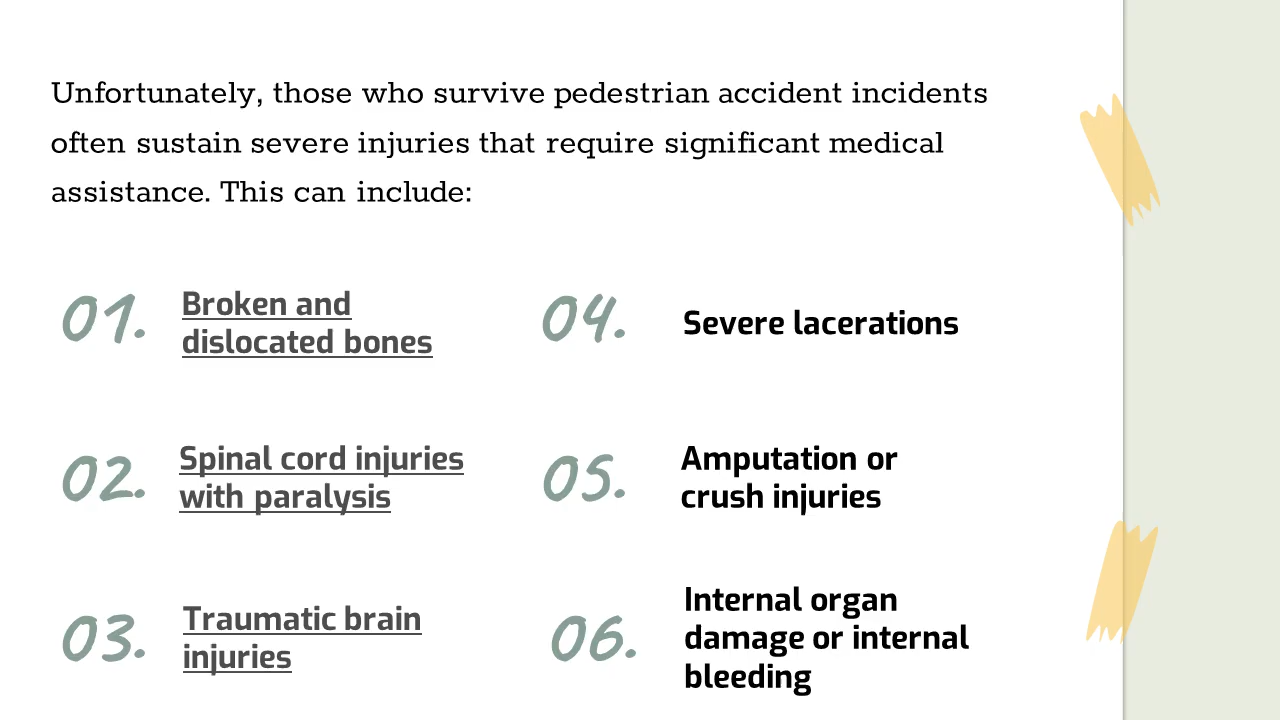 Unfortunately, those who survive pedestrian accident incidents
often sustain severe injuries that require significant medical
assistance. This can include:
01.
Broken and
dislocated bones
02.
Spinal cord injuries
with paralysis
03.
Traumatic brain
injuries
04.
Severe lacerations
05.
Amputation or
crush injuries
06.
Internal organ
damage or internal
bleeding